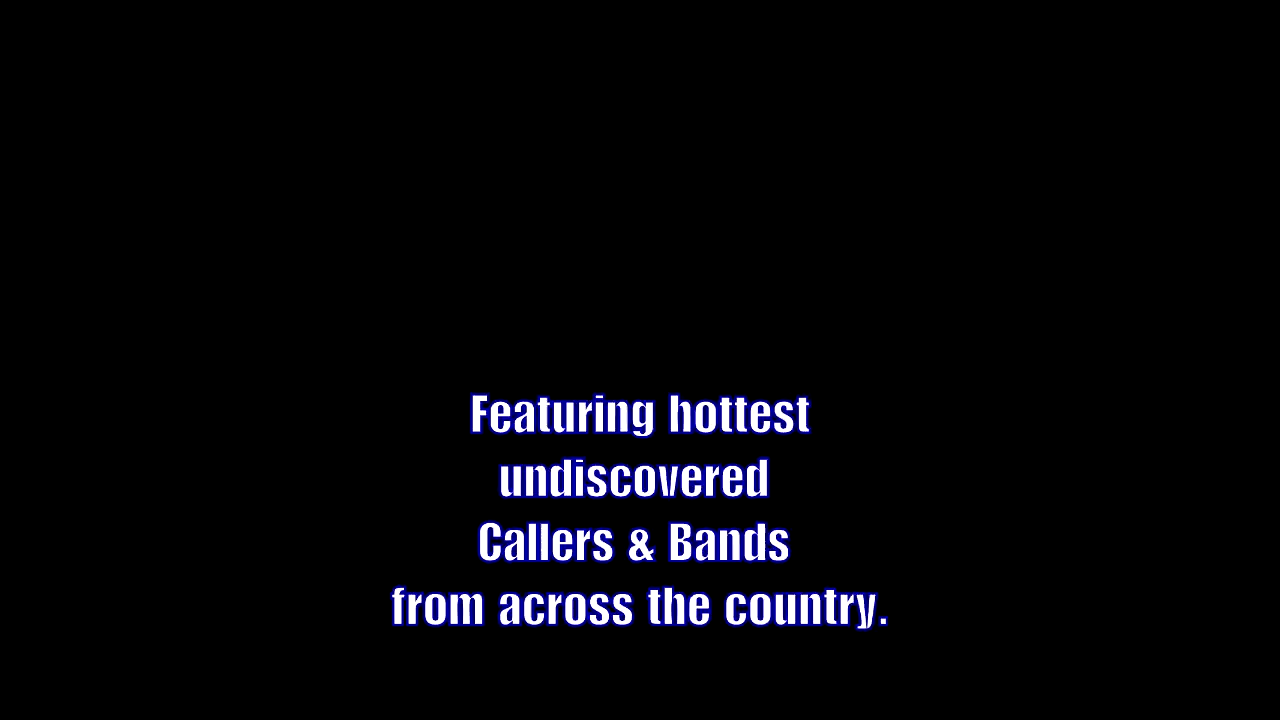 Featuring hottest
undiscovered
Callers & Bands
from across the country.